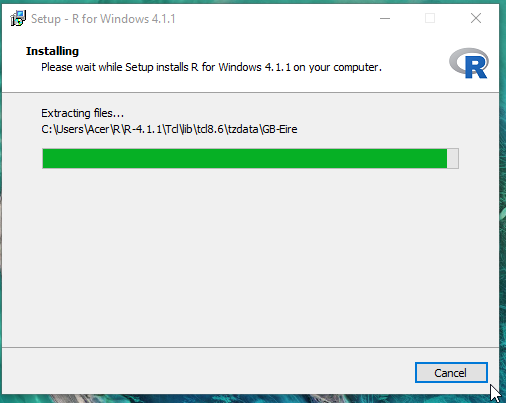 Setup - R for Windows 4.1.1
Installing
Please wait while Setup installs R for Windows 4.1.1 on your computer.
R
Extracting files...
C:\Users\Acer\R\R-4.1.1\Tcl\lib\tcl8.6\tzdata\GB-Eire
Cancel